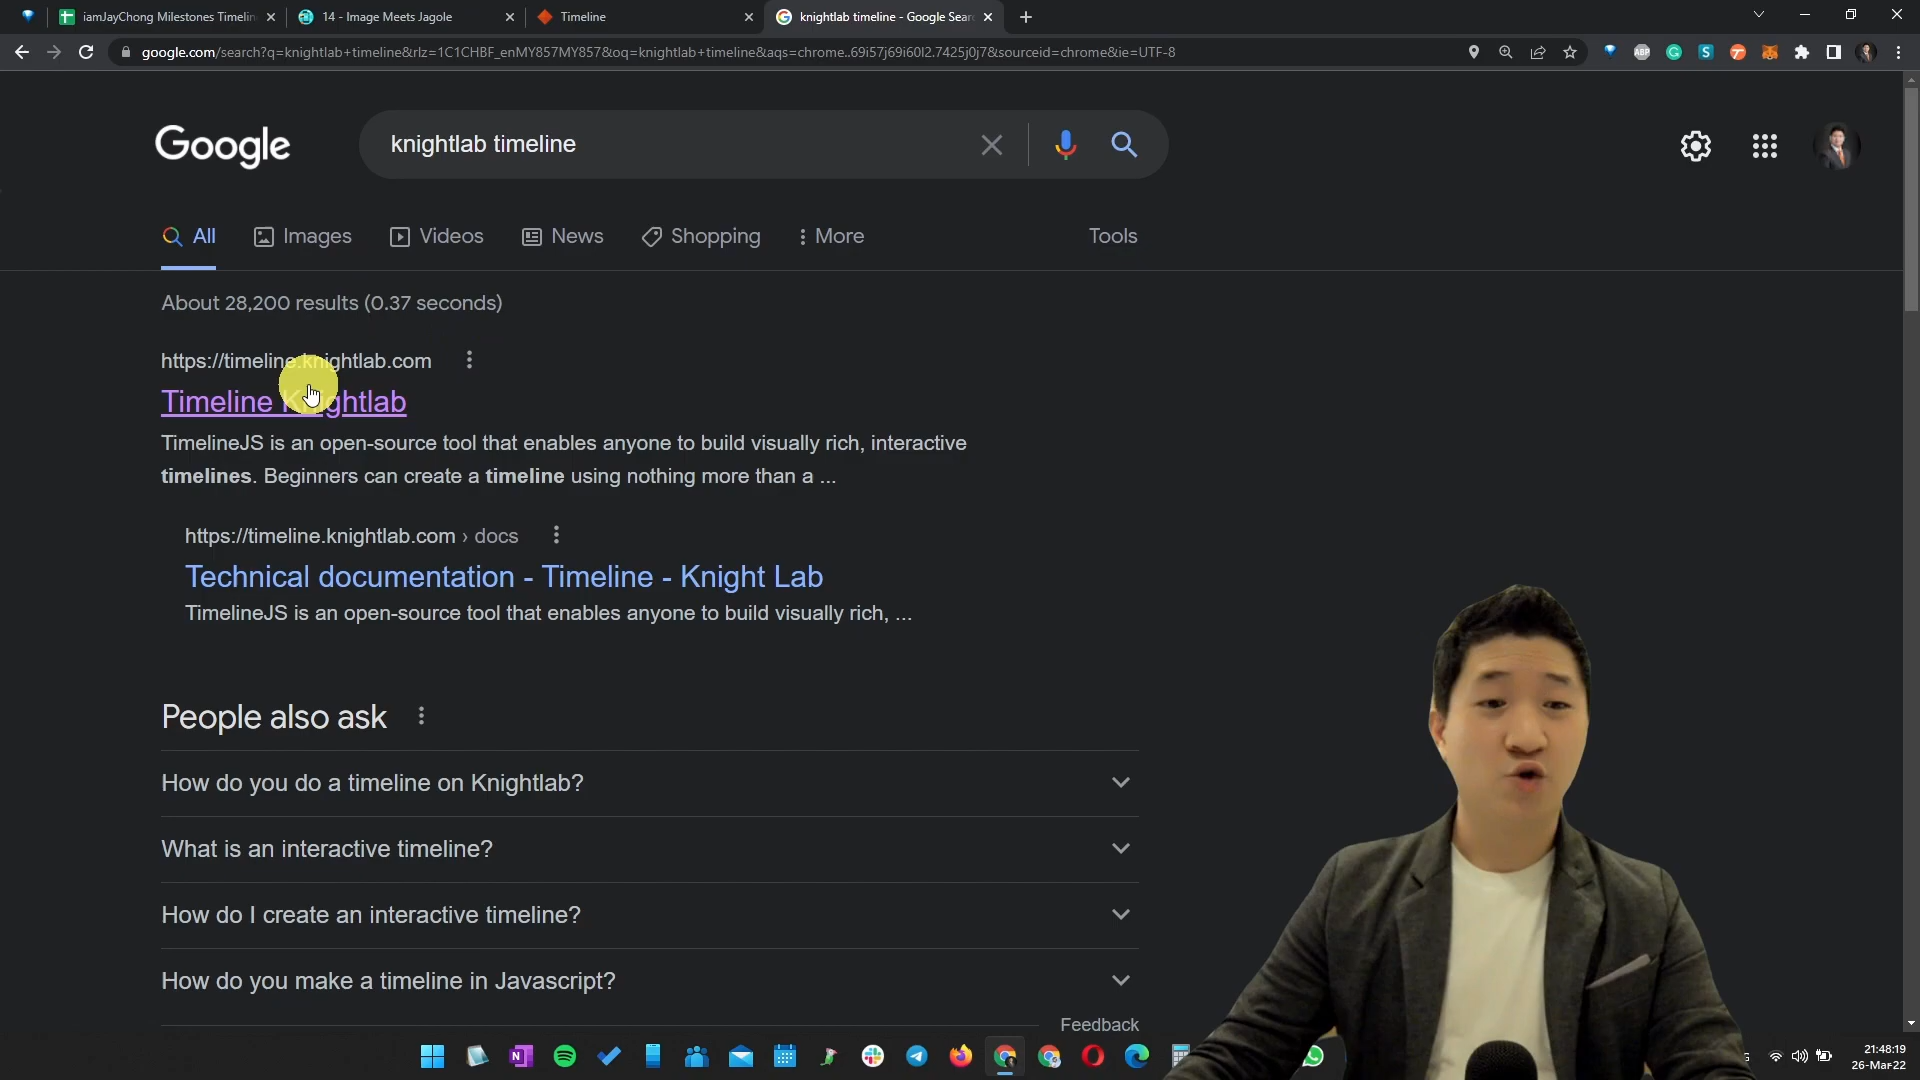 iamJayChong Milestones Timelin
14 - Image Meets Jagole
Timeline
knightlab timeline - Google Sear
google.com/search?q=knightlab+timeline&rlz=1C1CHBF_enMY857MY857&oq=knightlab+timeline&aqs=chrome..69i57j69i60l2.7425j0j7&sourceid=chrome&ie=UTF-8
ABP
S
Google
knightlab timeline
All
Images
Videos
News
Shopping
More
Tools
About 28,200 results (0.37 seconds)
https://timeline.knightlab.com
Timeline Knightlab
TimelineJS is an open-source tool that enables anyone to build visually rich, interactive
timelines. Beginners can create a timeline using nothing more than a ...
https://timeline.knightlab.com › docs
Technical documentation - Timeline - Knight Lab
TimelineJS is an open-source tool that enables anyone to build visually rich, ...
People also ask
How do you do a timeline on Knightlab?
What is an interactive timeline?
How do I create an interactive timeline?
How do you make a timeline in Javascript?
Feedback
N
21:48:19
26-Mar-22